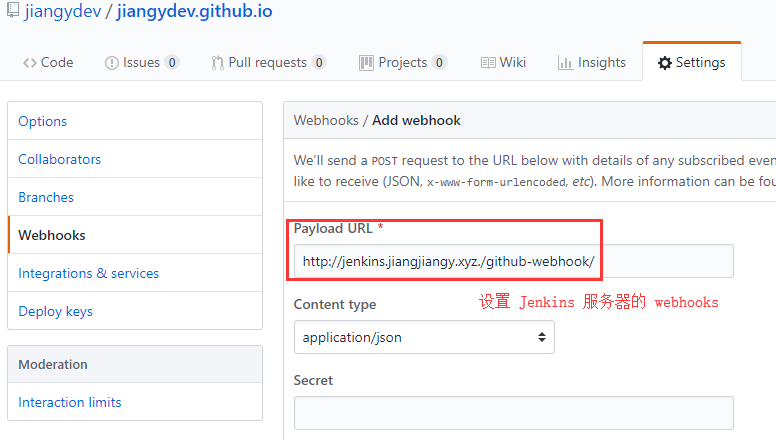 jiangydev / jiangydev.github.io
Code Issues 0 Pull requests 0 Projects 0 Wiki Insights Settings
Options
Collaborators
Branches
Webhooks
Integrations & services
Deploy keys
Moderation
Interaction limits
Webhooks / Add webhook
We'll send a POST request to the URL below with details of any subscribed even
like to receive (JSON, x-www-form-urlencoded, etc). More information can be fou
Payload URL *
http://jenkins.jiangjiangy.xyz./github-webhook/
设置 Jenkins 服务器的 webhooks
Content type
application/json
Secret